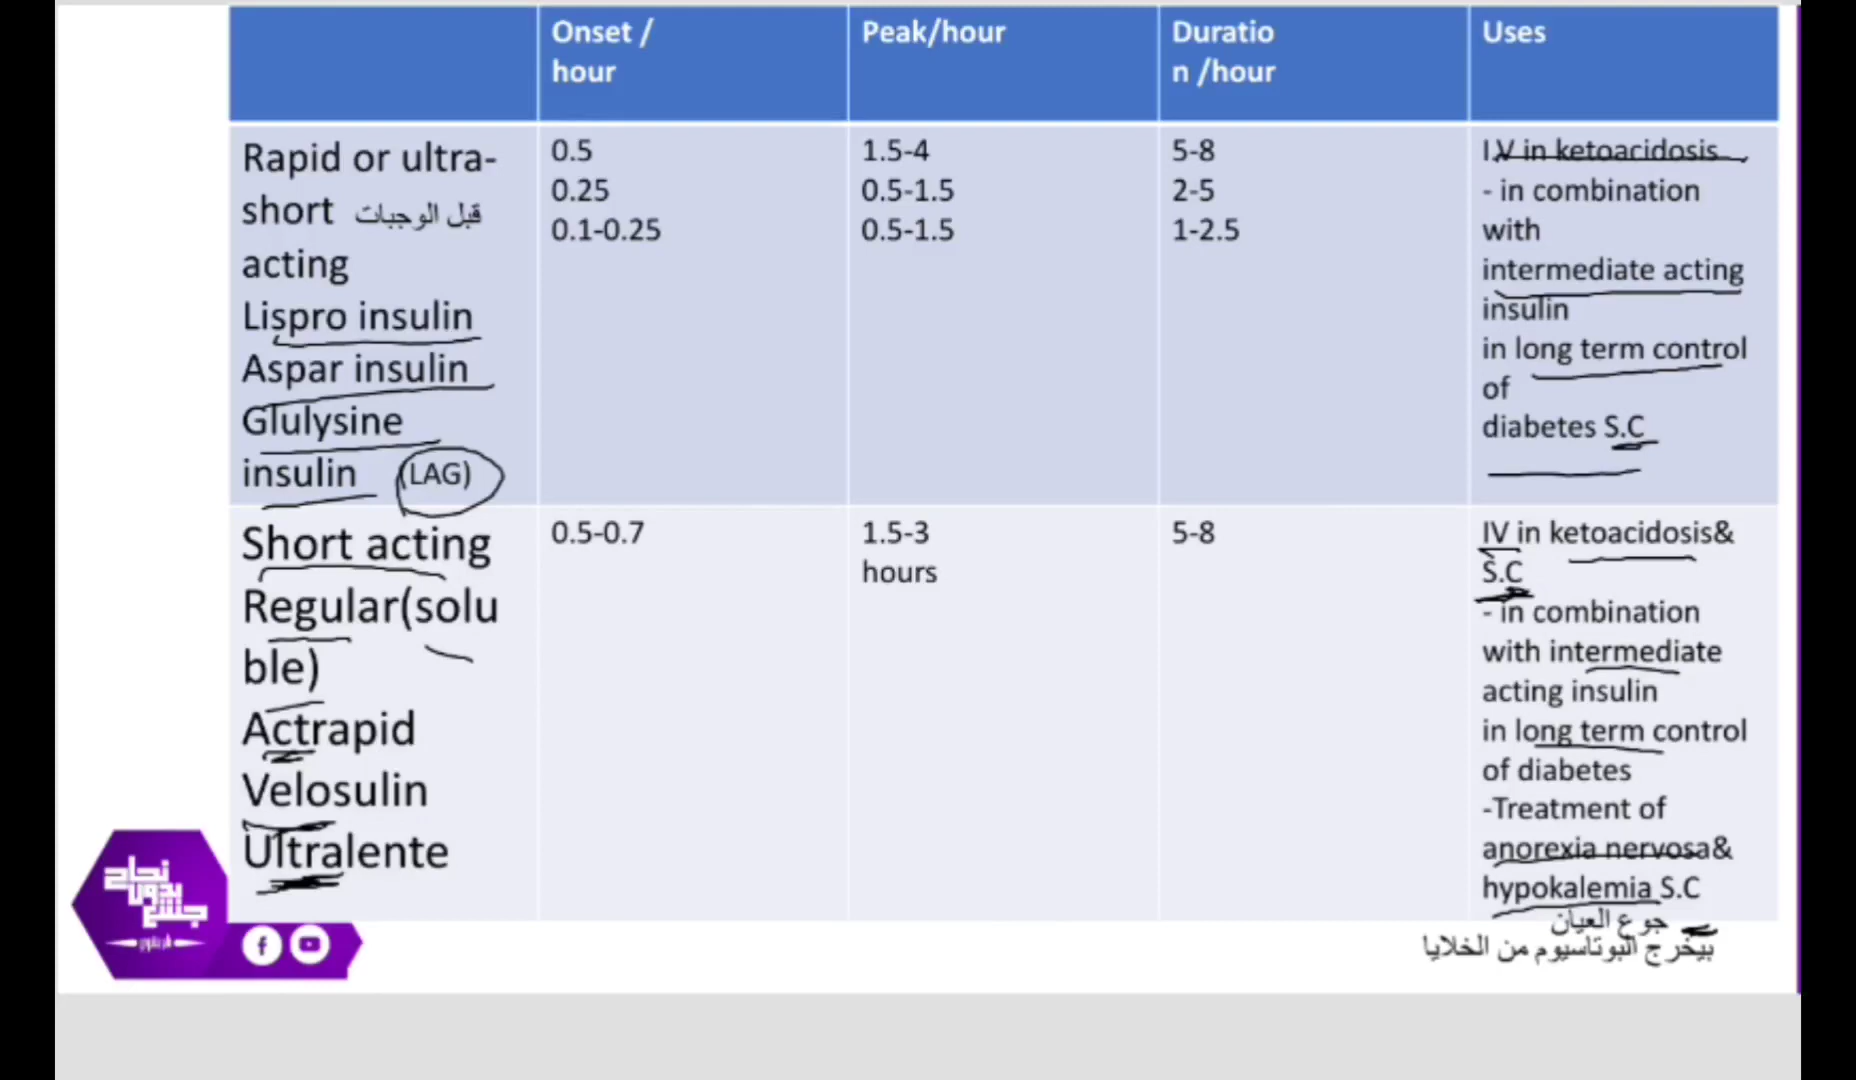 Onset /
hour
Peak/hour
Duratio
n /hour
Uses
Rapid or ultra-
short قبل الوجبات
acting
Lispro insulin
Aspar insulin
Glulysine
insulin (LAG)
0.5
0.25
0.1-0.25
1.5-4
0.5-1.5
0.5-1.5
5-8
2-5
1-2.5
I.V in ketoacidosis
- in combination
with
intermediate acting
insulin
in long term control
of
diabetes S.C
Short acting
Regular(solu
ble)
Actrapid
Velosulin
Ultralente
0.5-0.7
1.5-3
hours
5-8
IV in ketoacidosis&
S.C
- in combination
with intermediate
acting insulin
in long term control
of diabetes
-Treatment of
anorexia nervosa&
hypokalemia S.C
جوع العيان
بيخرج البوتاسيوم من الخلايا
نجاح
بدون